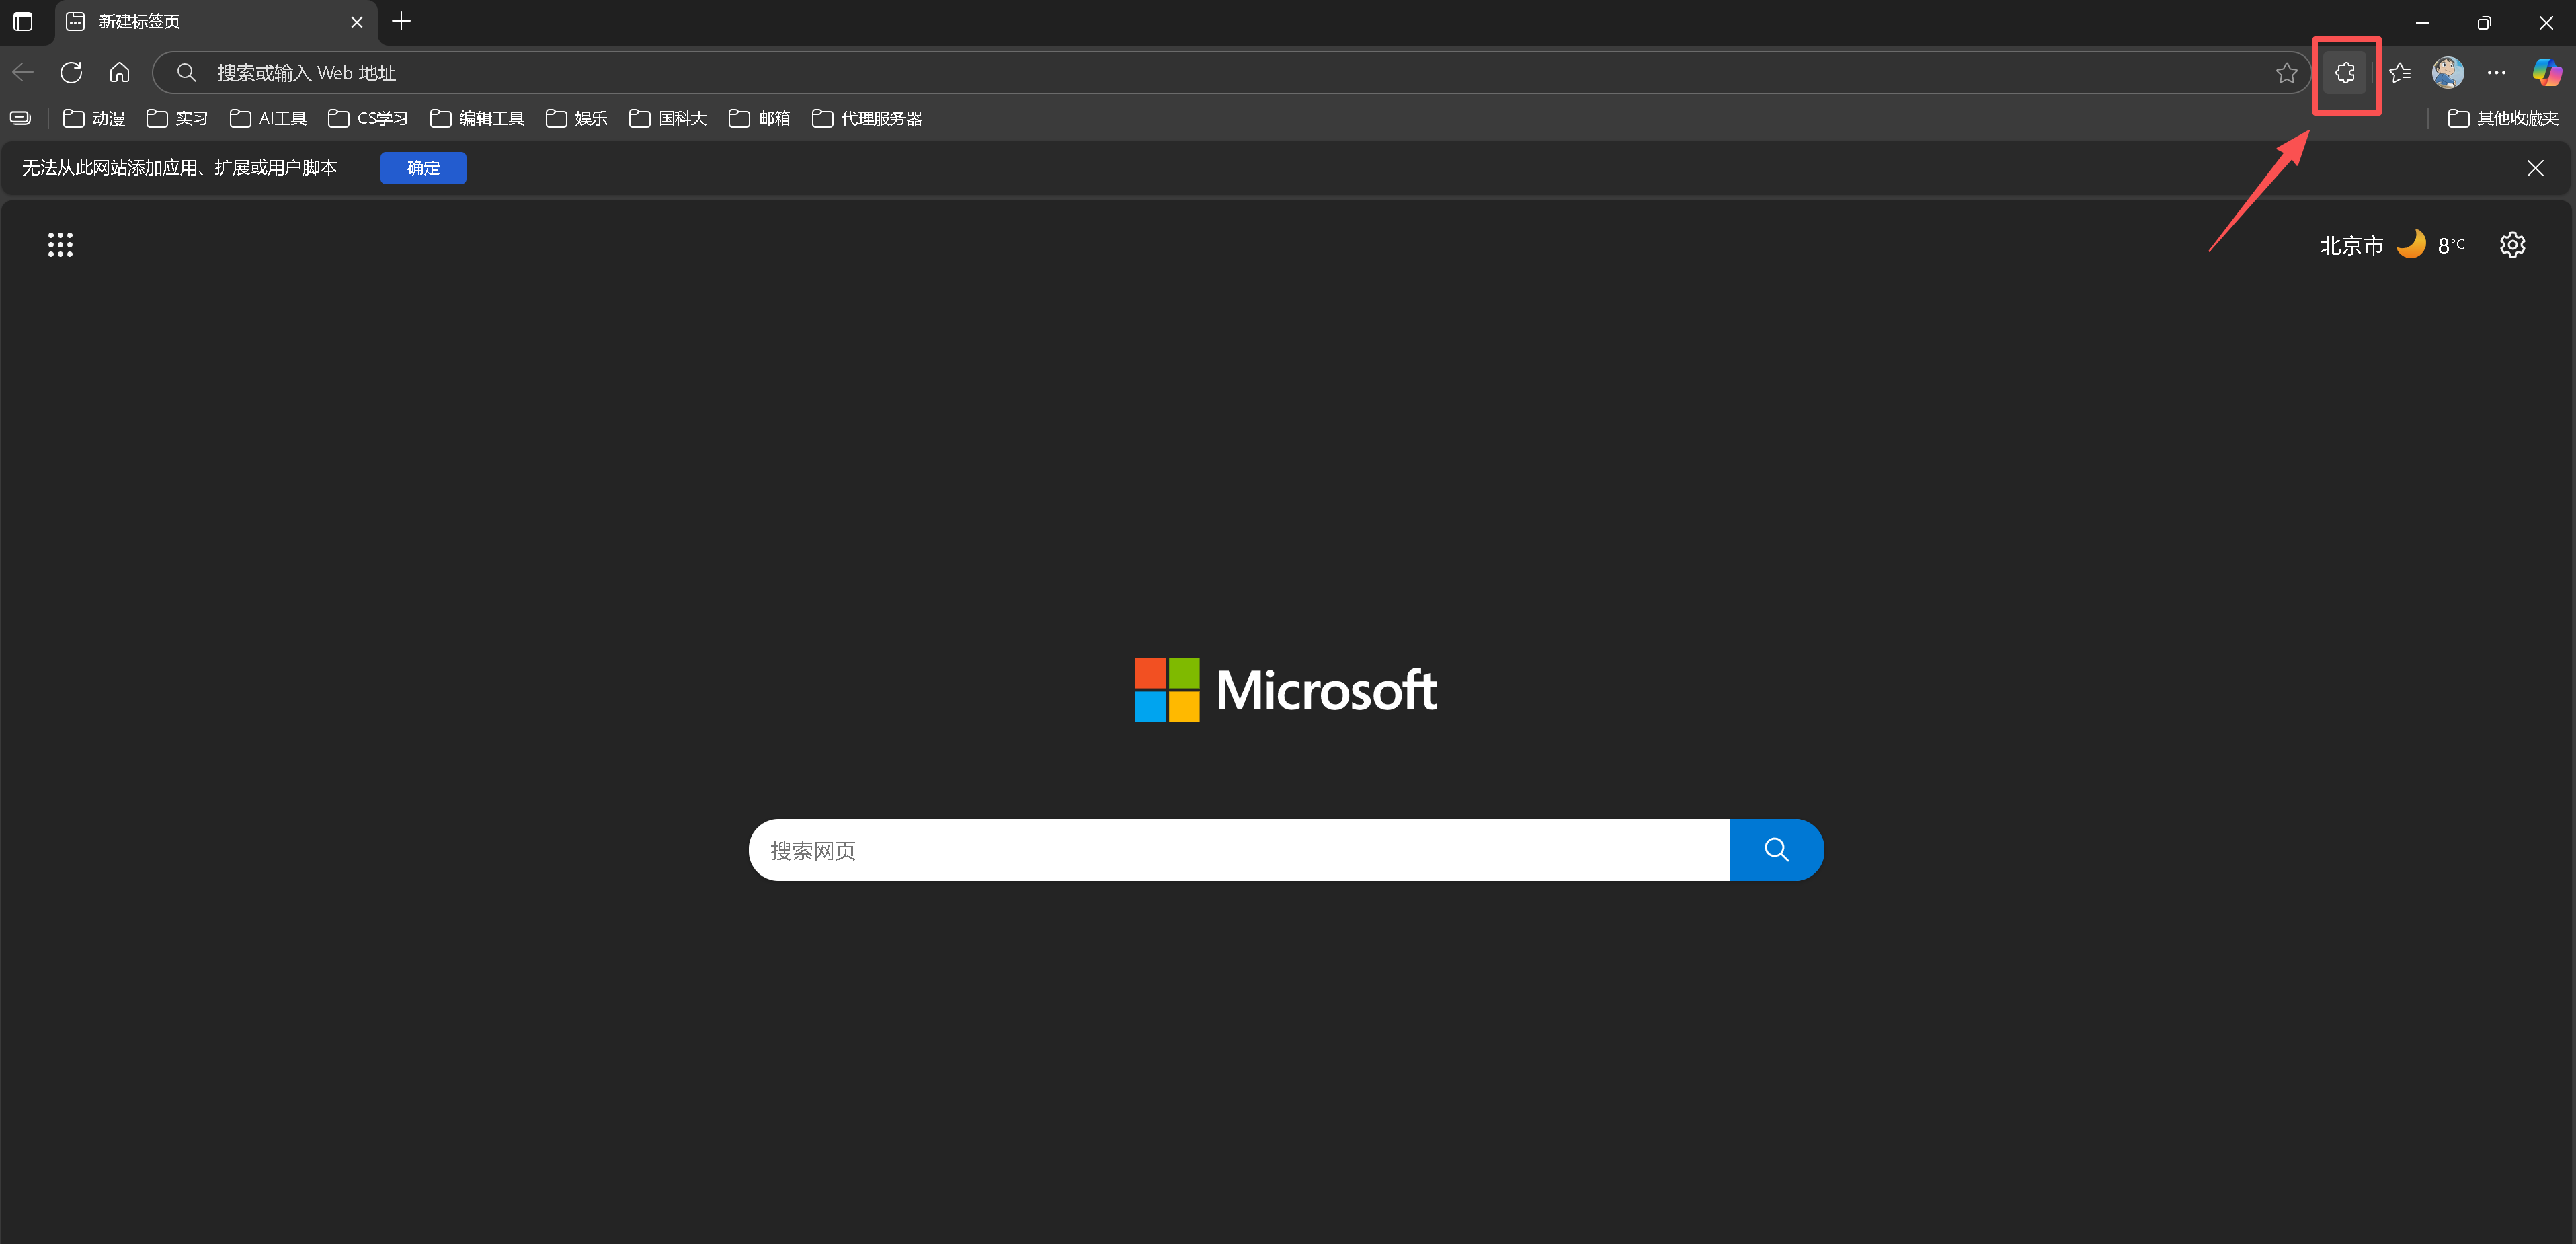 新建标签页
搜索或输入 Web 地址
动漫 实习 AI工具 CS学习 编辑工具 娱乐 国科大 邮箱 代理服务器 其他收藏夹
无法从此网站添加应用、扩展或用户脚本 确定
北京市 8°C
Microsoft
搜索网页